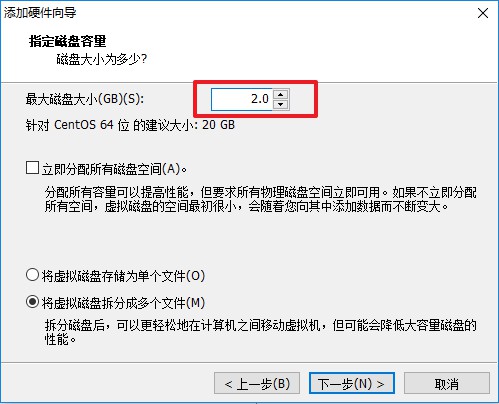 添加硬件向导
指定磁盘容量
磁盘大小为多少?
最大磁盘大小(GB)(S): 2.0
针对 CentOS 64 位 的建议大小: 20 GB
立即分配所有磁盘空间(A)。
分配所有容量可以提高性能，但要求所有物理磁盘空间立即可用。如果不立即分配
所有空间，虚拟磁盘的空间最初很小，会随着您向其中添加数据而不断变大。
将虚拟磁盘存储为单个文件(O)
将虚拟磁盘拆分成多个文件(M)
拆分磁盘后，可以更轻松地在计算机之间移动虚拟机，但可能会降低大容量磁盘的
性能。
< 上一步(B) 下一步(N) > 取消